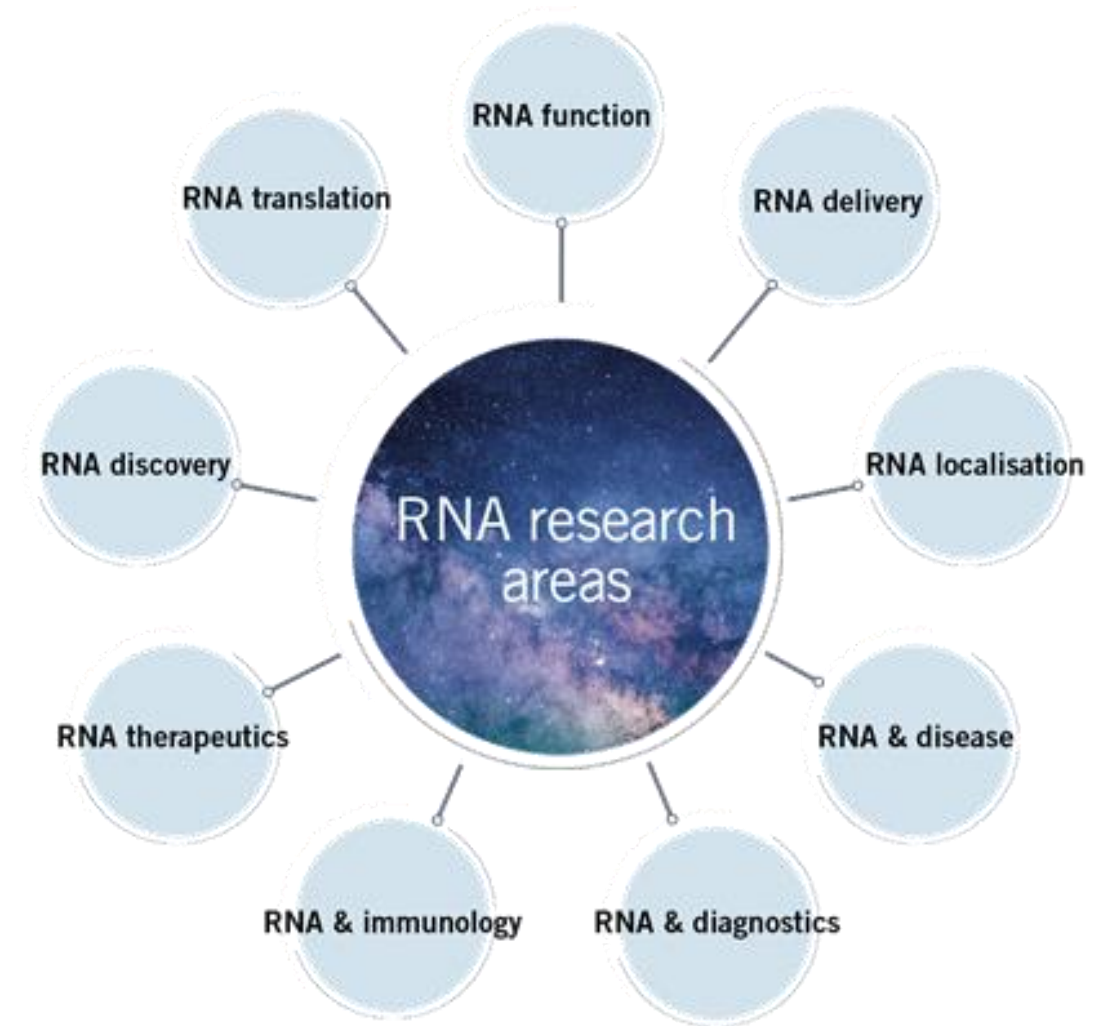 RNA function
RNA translation
RNA delivery
RNA discovery
RNA localisation
RNA research
areas
RNA therapeutics
RNA & disease
RNA & immunology
RNA & diagnostics